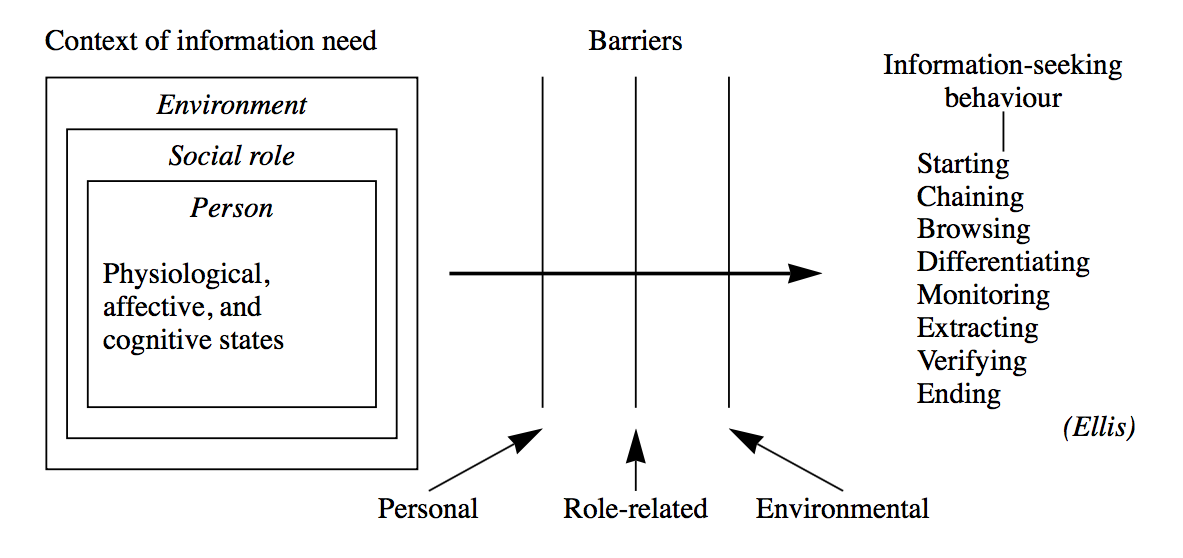 Context of information need
Environment
Social role
Person
Physiological,
affective, and
cognitive states
Barriers
Personal
Role-related
Environmental
Information-seeking
behaviour
Starting
Chaining
Browsing
Differentiating
Monitoring
Extracting
Verifying
Ending
(Ellis)